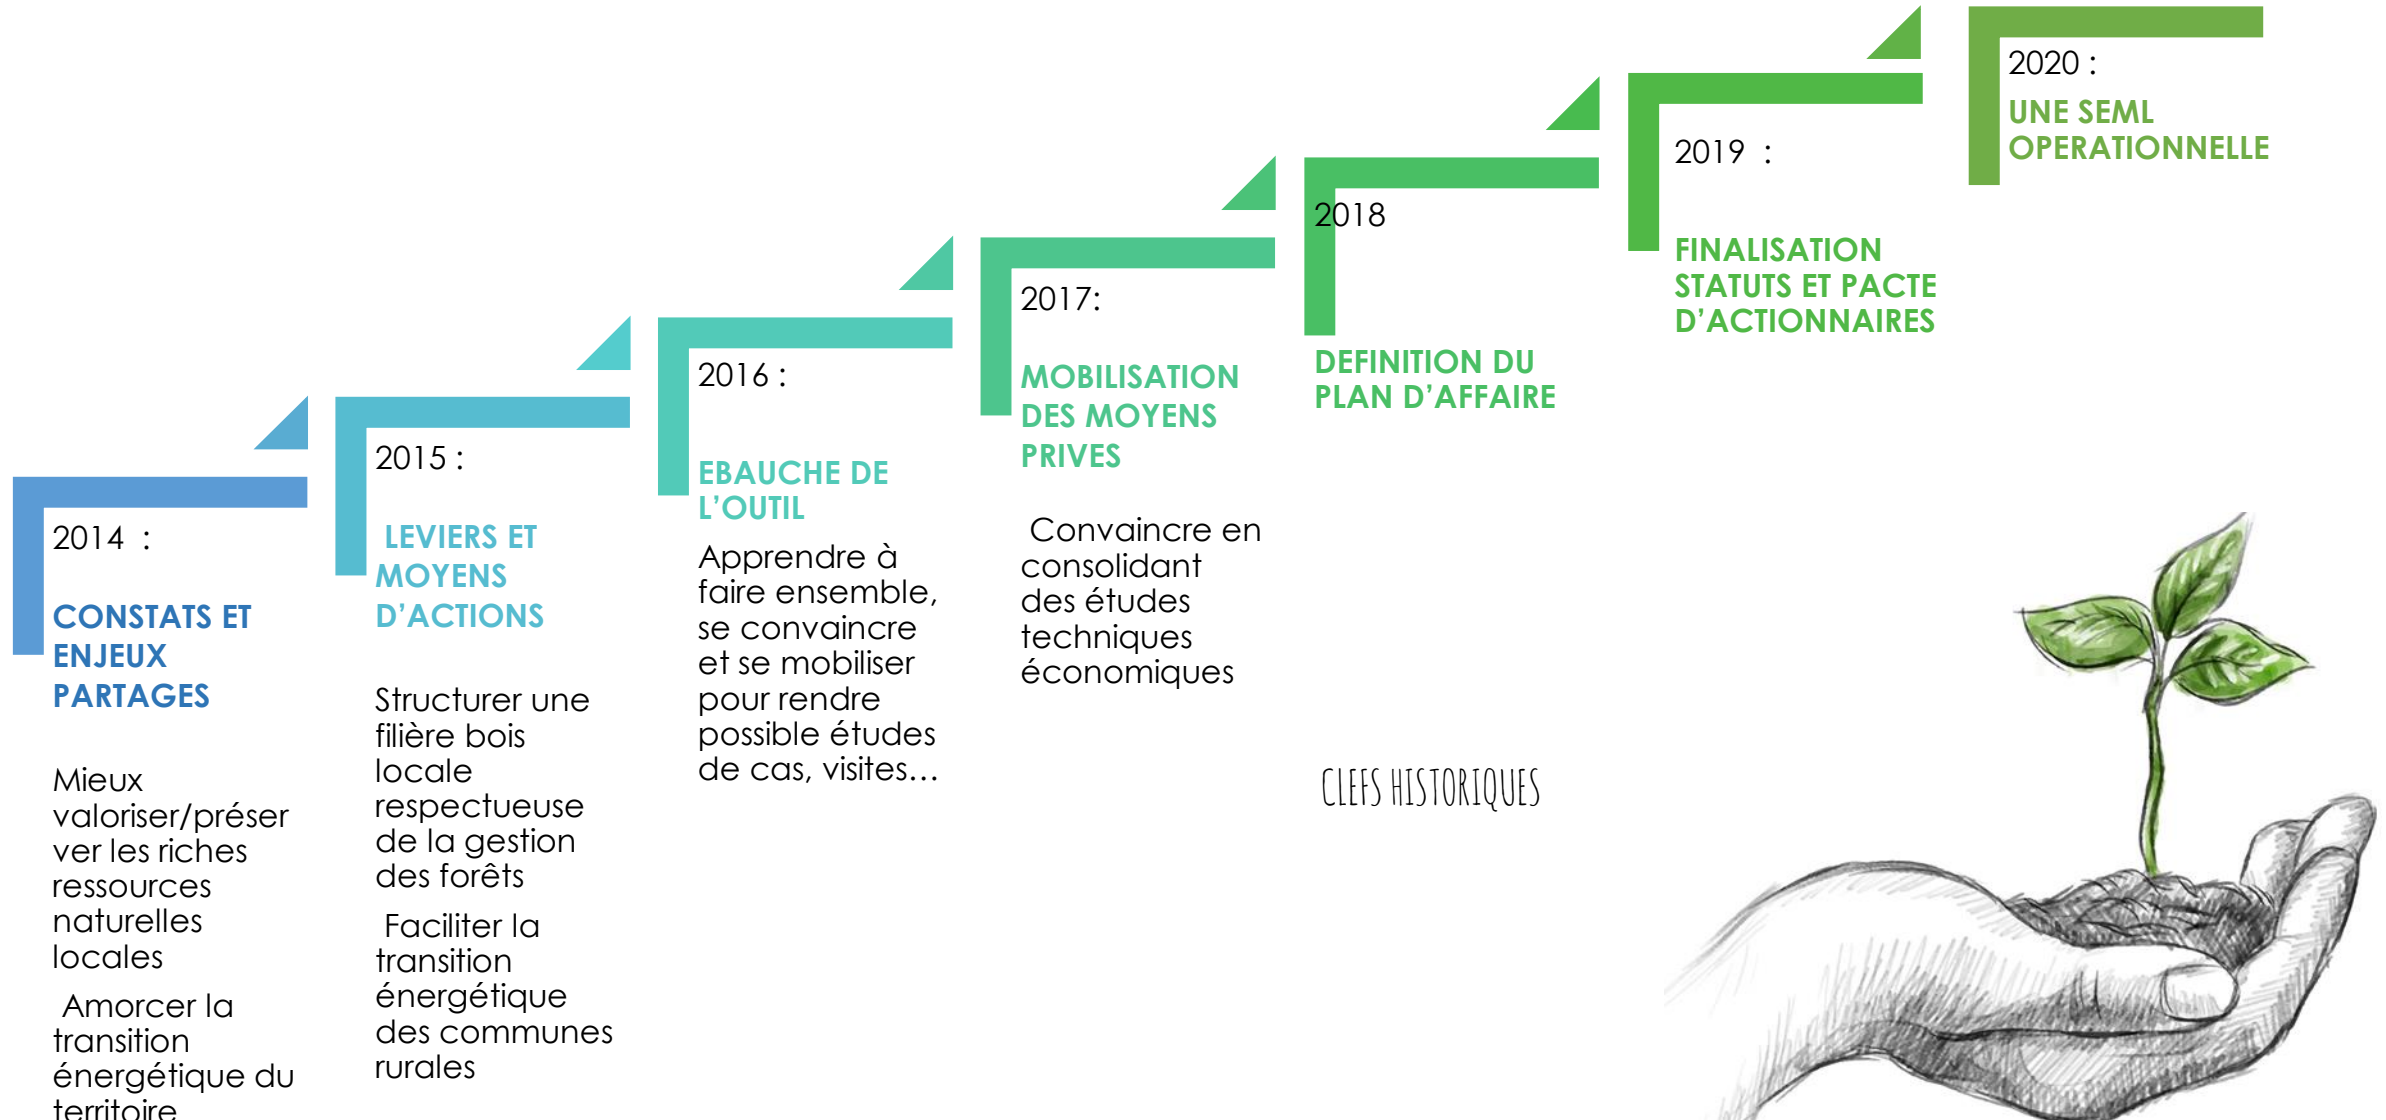 2014  :
CONSTATS ET
ENJEUX
PARTAGES
Mieux
valoriser/préser
ver les riches
ressources
naturelles
locales
Amorcer la
transition
énergétique du
territoire
2015 :
LEVIERS ET
MOYENS
D’ACTIONS
Structurer une
filière bois
locale
respectueuse
de la gestion
des forêts
Faciliter la
transition
énergétique
des communes
rurales
2016 :
EBAUCHE DE
L’OUTIL
Apprendre à
faire ensemble,
se convaincre
et se mobiliser
pour rendre
possible études
de cas, visites…
2017:
MOBILISATION
DES MOYENS
PRIVES
Convaincre en
consolidant
des études
techniques
économiques
2018
DEFINITION DU
PLAN D’AFFAIRE
2019  :
FINALISATION
STATUTS ET PACTE
D’ACTIONNAIRES
2020 :
UNE SEML
OPERATIONNELLE
CLEFS HISTORIQUES